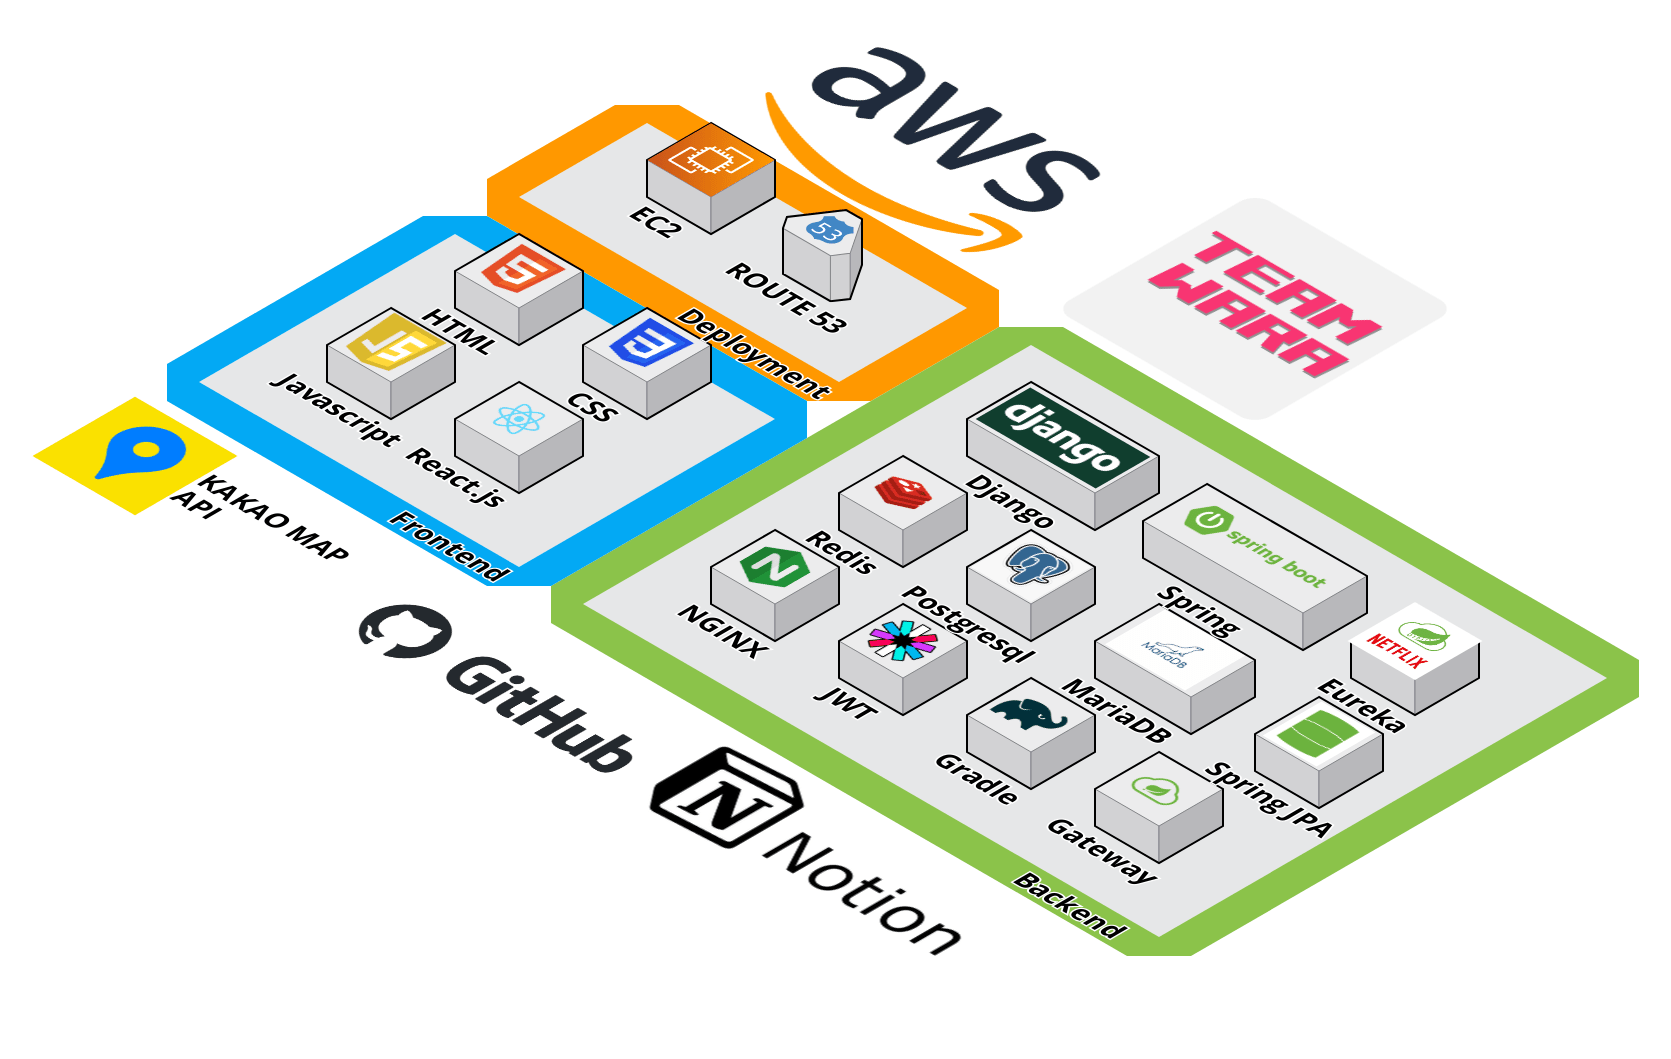 aws
TEAM
WARA
EC2
53
ROUTE 53
Deployment
5
HTML
JS
Javascript
CSS
React.js
Frontend
KAKAO MAP
API
GitHub
N
Notion
django
Django
Redis
spring boot
Spring
N
NGINX
Postgresql
JWT
MariaDB
MariaDB
NETFLIX
Eureka
Gradle
Spring JPA
Gateway
Backend